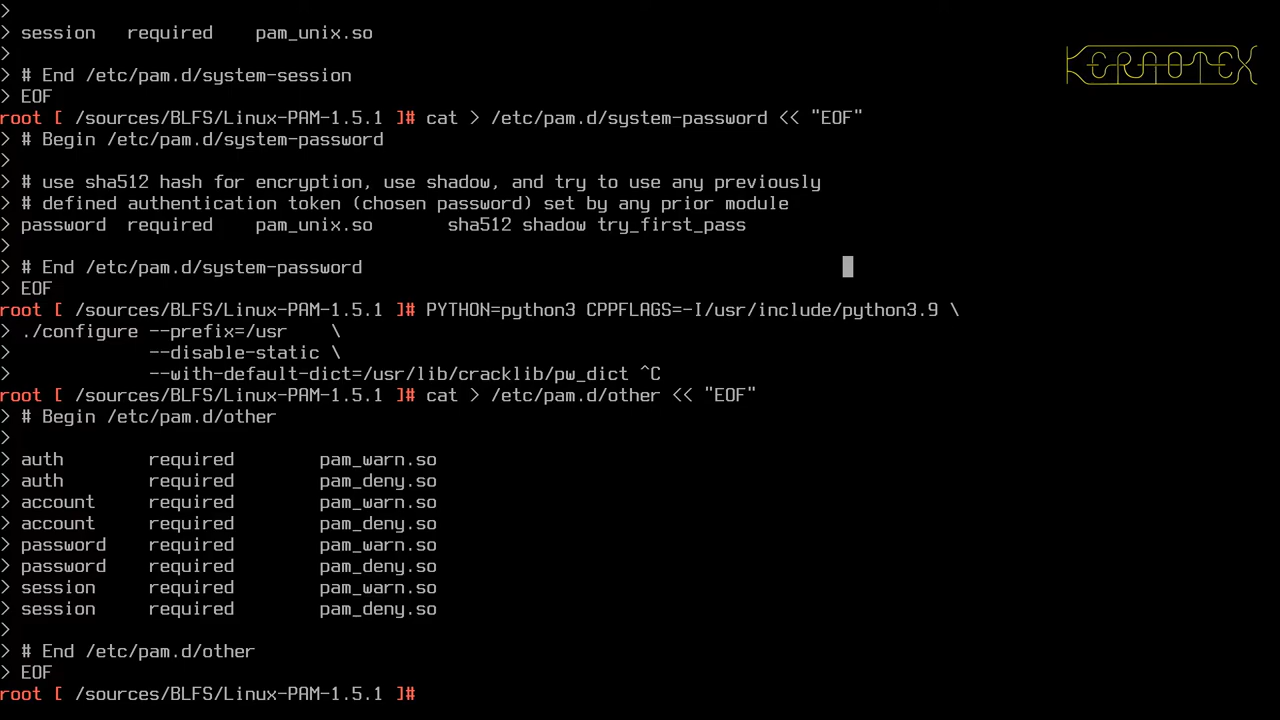 >
> session   required    pam_unix.so
>
> # End /etc/pam.d/system-session
> EOF
root [ /sources/BLFS/Linux-PAM-1.5.1 ]# cat > /etc/pam.d/system-password << "EOF"
> # Begin /etc/pam.d/system-password
>
> # use sha512 hash for encryption, use shadow, and try to use any previously
> # defined authentication token (chosen password) set by any prior module
> password  required    pam_unix.so       sha512 shadow try_first_pass
>
> # End /etc/pam.d/system-password
> EOF
root [ /sources/BLFS/Linux-PAM-1.5.1 ]# PYTHON=python3 CPPFLAGS=-I/usr/include/python3.9 \
> ./configure --prefix=/usr    \
>             --disable-static \
>             --with-default-dict=/usr/lib/cracklib/pw_dict ^C
root [ /sources/BLFS/Linux-PAM-1.5.1 ]# cat > /etc/pam.d/other << "EOF"
> # Begin /etc/pam.d/other
>
> auth        required        pam_warn.so
> auth        required        pam_deny.so
> account     required        pam_warn.so
> account     required        pam_deny.so
> password    required        pam_warn.so
> password    required        pam_deny.so
> session     required        pam_warn.so
> session     required        pam_deny.so
>
> # End /etc/pam.d/other
> EOF
root [ /sources/BLFS/Linux-PAM-1.5.1 ]#
KERNOTEX